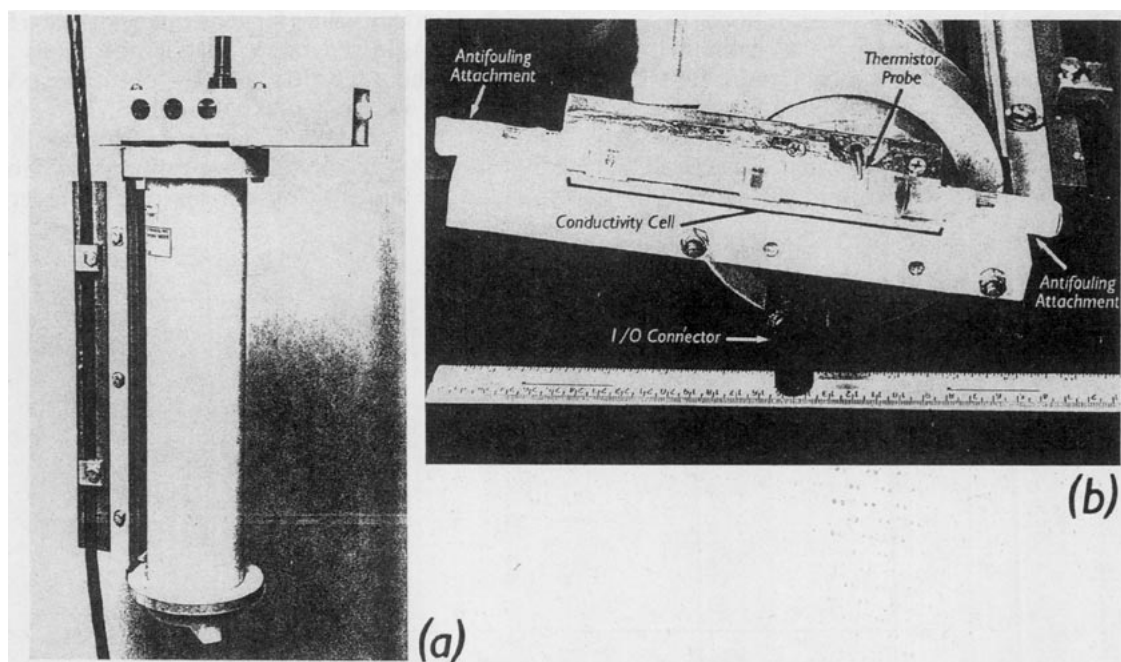 Antifouling
Attachment
Thermistor
Probe
Conductivity Cell
Antifouling
Attachment
I/O Connector
(b)
(a)